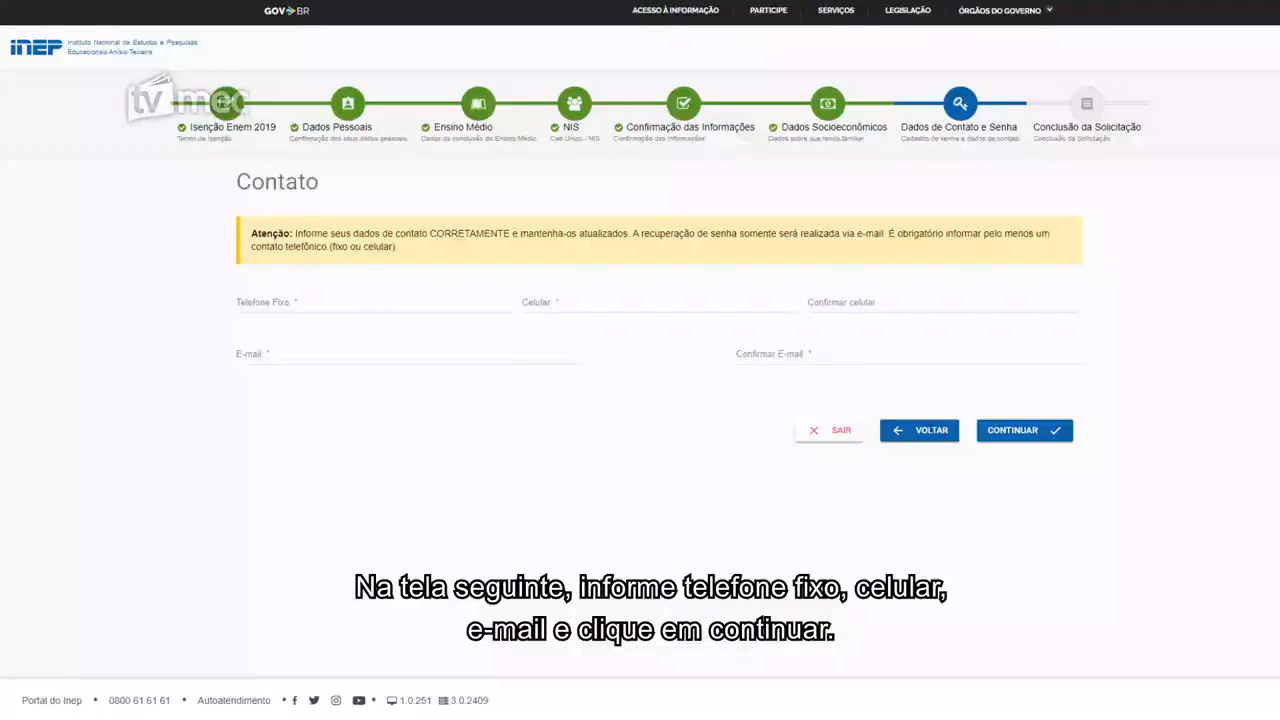 GOV BR
ACESSO À INFORMAÇÃO PARTICIPE SERVIÇOS LEGISLAÇÃO ÓRGÃOS DO GOVERNO
inep Instituto Nacional de Estudos e Pesquisas
Educacionais Anísio Teixeira
tv mec
Isenção Enem 2019 Dados Pessoais Ensino Médio NIS Confirmação das Informações Dados Socioeconômicos Dados de Contato e Senha Conclusão da Solicitação
Termo de Isenção Confirmação dos seus dados pessoais Dados da conclusão do Ensino Médio Cad Único - NIS Confirmação das Informações Dados sobre sua renda familiar Cadastro de senha e dados de contato Conclusão da Solicitação
Contato
Atenção: Informe seus dados de contato CORRETAMENTE e mantenha-os atualizados. A recuperação de senha somente será realizada via e-mail. É obrigatório informar pelo menos um
contato telefônico (fixo ou celular)
Telefone Fixo * Celular * Confirmar celular
E-mail * Confirmar E-mail *
SAIR VOLTAR CONTINUAR
Na tela seguinte, informe telefone fixo, celular,
e-mail e clique em continuar.
Portal do Inep • 0800 61 61 61 • Autoatendimento • • 1.0.251 3.0.2409